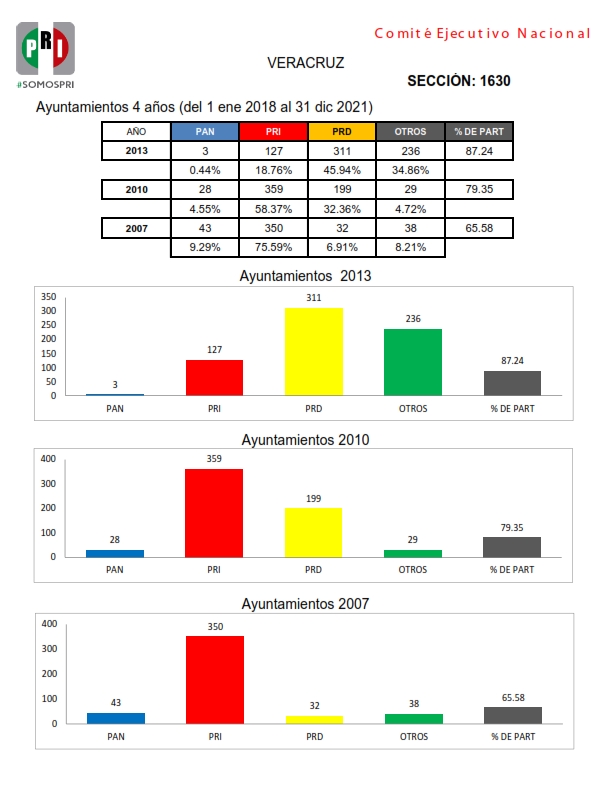 Comité Ejecutivo Nacional
PRI
#SOMOSPRI
VERACRUZ
SECCIÓN: 1630
Ayuntamientos 4 años (del 1 ene 2018 al 31 dic 2021)
AÑO PAN PRI PRD OTROS % DE PART
2013 3 127 311 236 87.24
0.44% 18.76% 45.94% 34.86%
2010 28 359 199 29 79.35
4.55% 58.37% 32.36% 4.72%
2007 43 350 32 38 65.58
9.29% 75.59% 6.91% 8.21%
Ayuntamientos 2013
350
300
250
200
150
100
50
0
3 127 311 236 87.24
PAN PRI PRD OTROS % DE PART
Ayuntamientos 2010
400
300
200
100
0
28 359 199 29 79.35
PAN PRI PRD OTROS % DE PART
Ayuntamientos 2007
400
300
200
100
0
43 350 32 38 65.58
PAN PRI PRD OTROS % DE PART